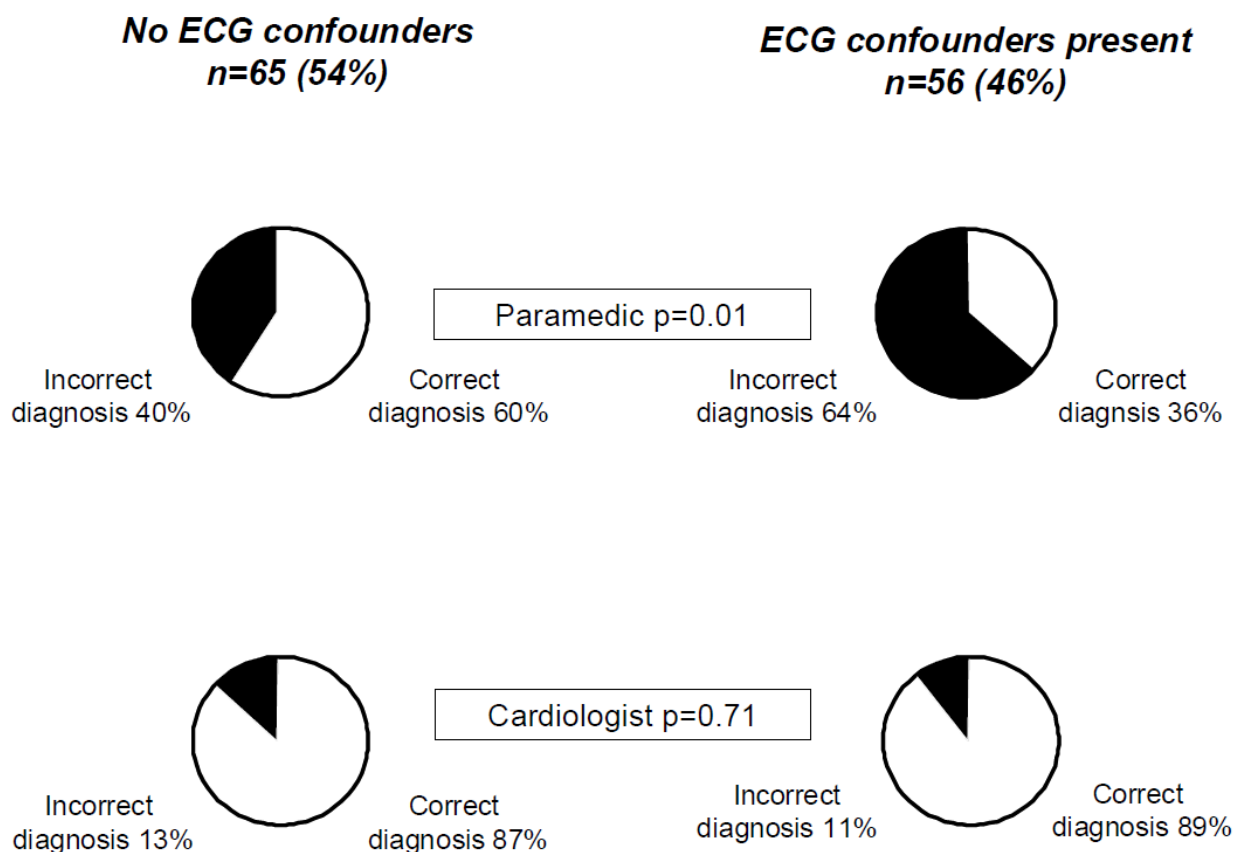 No ECG confounders
n=65 (54%)
ECG confounders present
n=56 (46%)
Paramedic p=0.01
Incorrect
diagnosis 40%
Correct
diagnosis 60%
Incorrect
diagnosis 64%
Correct
diagnsis 36%
Cardiologist p=0.71
Incorrect
diagnosis 13%
Correct
diagnosis 87%
Incorrect
diagnosis 11%
Correct
diagnosis 89%